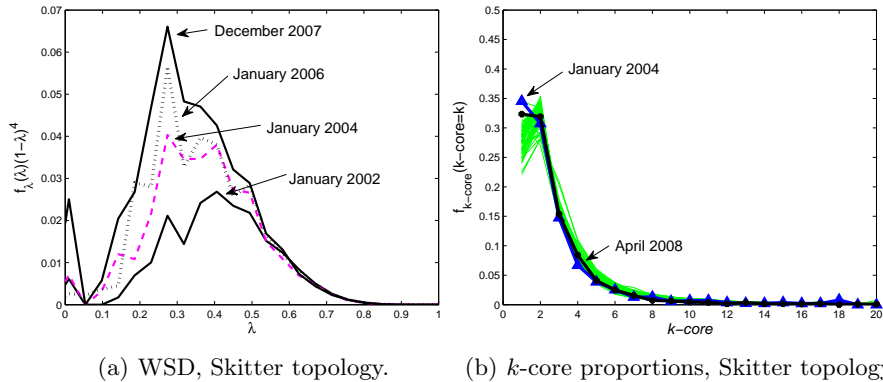 0.07
0.06
0.05
0.04
0.03
0.02
0.01
0
f_λ(λ)(1−λ)^4
December 2007
January 2006
January 2004
January 2002
0 0.1 0.2 0.3 0.4 0.5 0.6 0.7 0.8 0.9 1
λ
(a) WSD, Skitter topology.
0.5
0.45
0.4
0.35
0.3
0.25
0.2
0.15
0.1
0.05
0
f_k−core(k−core=k)
January 2004
April 2008
0 2 4 6 8 10 12 14 16 18 20
k−core
(b) k-core proportions, Skitter topology